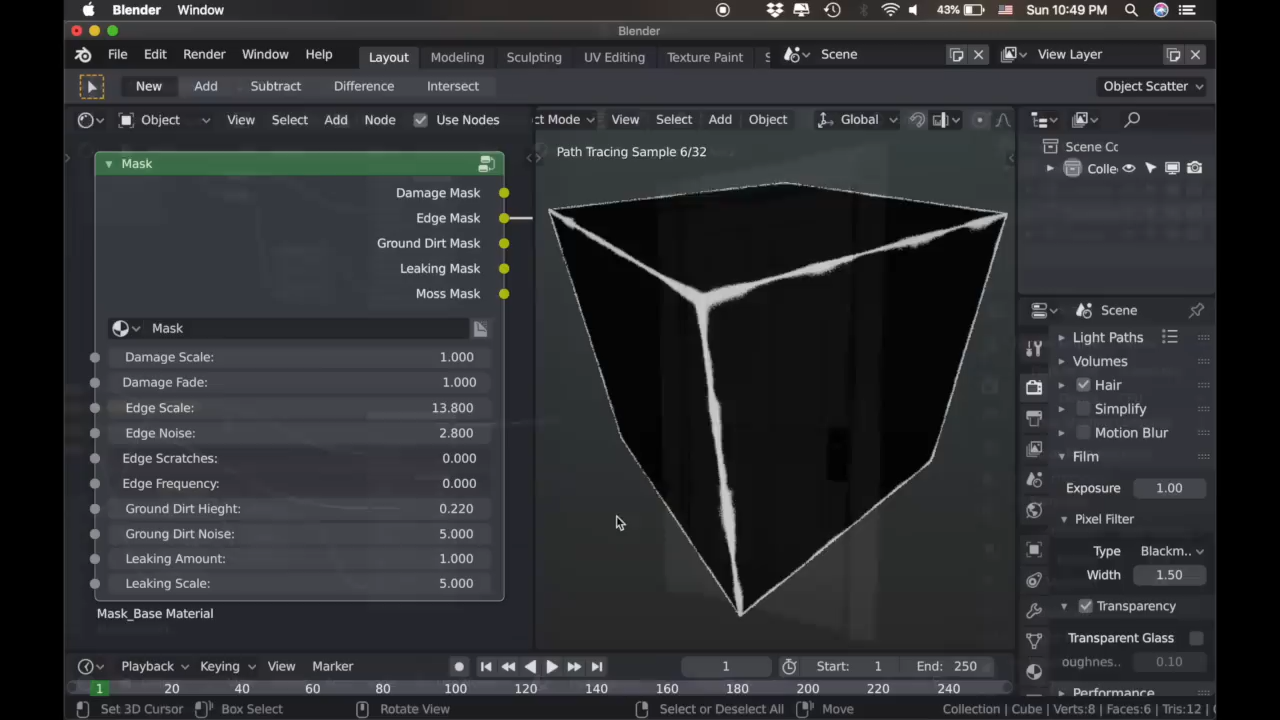 Blender Window 43% Sun 10:49 PM
Blender
File Edit Render Window Help Layout Modeling Sculpting UV Editing Texture Paint S Scene View Layer
New Add Subtract Difference Intersect Object Scatter
Object View Select Add Node Use Nodes ct Mode View Select Add Object Global
Path Tracing Sample 6/32
Mask
Damage Mask
Edge Mask
Ground Dirt Mask
Leaking Mask
Moss Mask
Mask
Damage Scale: 1.000
Damage Fade: 1.000
Edge Scale: 13.800
Edge Noise: 2.800
Edge Scratches: 0.000
Edge Frequency: 0.000
Ground Dirt Hieght: 0.220
Groung Dirt Noise: 5.000
Leaking Amount: 1.000
Leaking Scale: 5.000
Mask_Base Material
Scene Cc
Colle
Scene
Light Paths
Volumes
Hair
Simplify
Motion Blur
Film
Exposure 1.00
Pixel Filter
Type Blackm..
Width 1.50
Transparency
Transparent Glass
oughnes.. 0.10
Performance
Playback Keying View Marker 1 Start: 1 End: 250
1 20 40 60 80 100 120 140 160 180 200 220 240
Set 3D Cursor Box Select Rotate View Select or Deselect All Move Collection | Cube | Verts:8 | Faces:6 | Tris:12 |